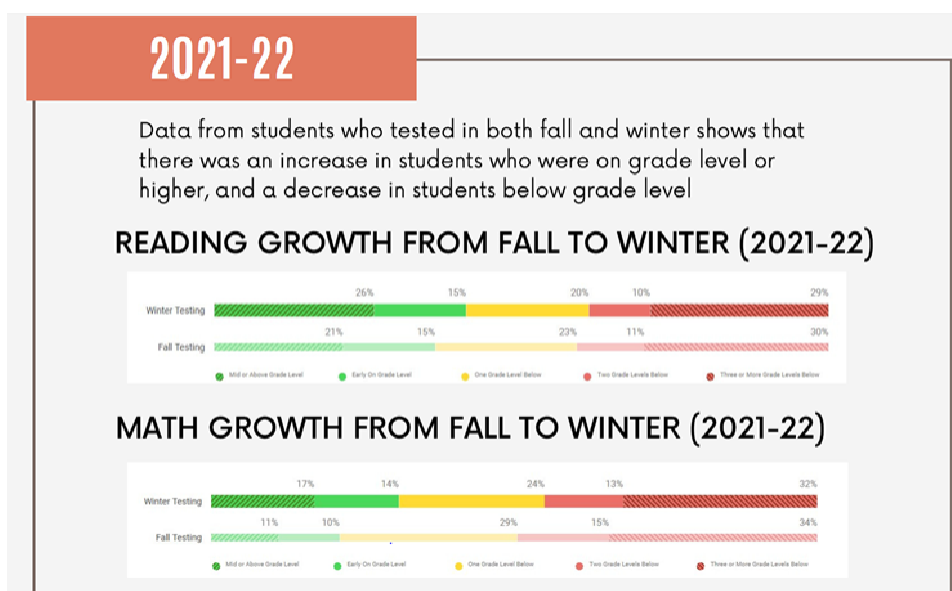 2021-22
Data from students who tested in both fall and winter shows that
there was an increase in students who were on grade level or
higher, and a decrease in students below grade level
READING GROWTH FROM FALL TO WINTER (2021-22)
26% 15% 20% 10% 29%
Winter Testing
21% 15% 23% 11% 30%
Fall Testing
Mid or Above Grade Level Early On Grade Level One Grade Level Below Two Grade Levels Below Three or More Grade Levels Below
MATH GROWTH FROM FALL TO WINTER (2021-22)
17% 14% 24% 13% 32%
Winter Testing
11% 10% 29% 15% 34%
Fall Testing
Mid or Above Grade Level Early On Grade Level One Grade Level Below Two Grade Levels Below Three or More Grade Levels Below